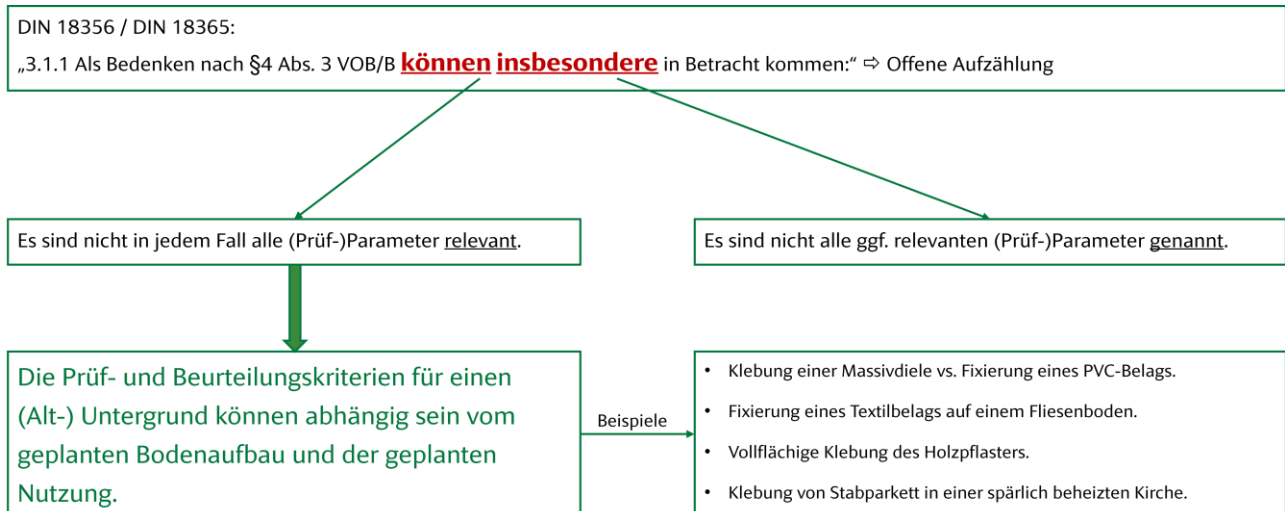 DIN 18356 / DIN 18365:
„3.1.1 Als Bedenken nach §4 Abs. 3 VOB/B können insbesondere in Betracht kommen:“ ⇨ Offene Aufzählung
Es sind nicht in jedem Fall alle (Prüf-)Parameter relevant.
Es sind nicht alle ggf. relevanten (Prüf-)Parameter genannt.
Die Prüf- und Beurteilungskriterien für einen
(Alt-) Untergrund können abhängig sein vom
geplanten Bodenaufbau und der geplanten
Nutzung.
Beispiele
• Klebung einer Massivdiele vs. Fixierung eines PVC-Belags.
• Fixierung eines Textilbelags auf einem Fliesenboden.
• Vollflächige Klebung des Holzpflasters.
• Klebung von Stabparkett in einer spärlich beheizten Kirche.